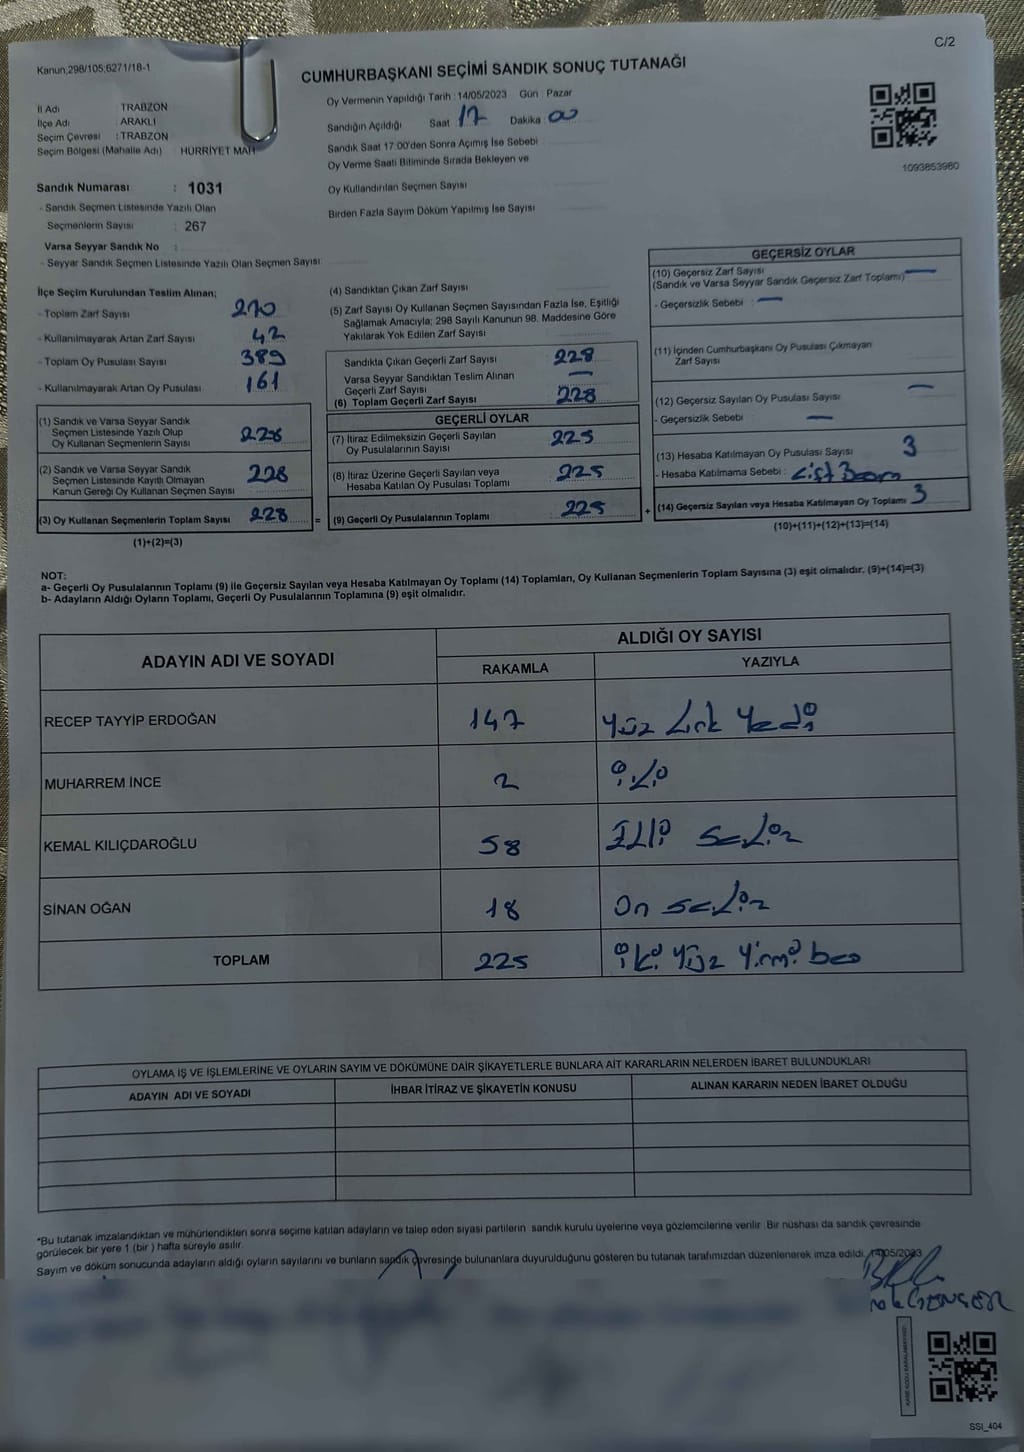 C/2
Kanun;298/105;6271/18-1
CUMHURBAŞKANI SEÇİMİ SANDIK SONUÇ TUTANAĞI
İl Adı : TRABZON
İlçe Adı : ARAKLI
Seçim Çevresi : TRABZON
Seçim Bölgesi (Mahalle Adı) : HÜRRİYET MAH
Sandık Numarası : 1031
- Sandık Seçmen Listesinde Yazılı Olan
Seçmenlerin Sayısı : 267
Varsa Seyyar Sandık No :
- Seyyar Sandık Seçmen Listesinde Yazılı Olan Seçmen Sayısı
Oy Vermenin Yapıldığı Tarih : 14/05/2023 Gün : Pazar
Sandığın Açıldığı Saat 17 Dakika 00
Sandık Saat 17:00'den Sonra Açımış İse Sebebi
Oy Verme Saati Bitiminde Sırada Bekleyen ve
Oy Kullandırılan Seçmen Sayısı
Birden Fazla Sayım Döküm Yapılmış İse Sayısı
1093853960
İlçe Seçim Kurulundan Teslim Alınan;
- Toplam Zarf Sayısı 270
- Kullanılmayarak Artan Zarf Sayısı 42
- Toplam Oy Pusulası Sayısı 389
- Kullanılmayarak Artan Oy Pusulası 161
(1) Sandık ve Varsa Seyyar Sandık
Seçmen Listesinde Yazılı Olup
Oy Kullanan Seçmenlerin Sayısı 228
(2) Sandık ve Varsa Seyyar Sandık
Seçmen Listesinde Kayıtlı Olmayan
Kanun Gereği Oy Kullanan Seçmen Sayısı 228
(3) Oy Kullanan Seçmenlerin Toplam Sayısı 228 =
(1)+(2)=(3)
(4) Sandıktan Çıkan Zarf Sayısı
(5) Zarf Sayısı Oy Kullanan Seçmen Sayısından Fazla İse, Eşitliği
Sağlamak Amacıyla; 298 Sayılı Kanunun 98. Maddesine Göre
Yakılarak Yok Edilen Zarf Sayısı
Sandıkta Çıkan Geçerli Zarf Sayısı 228
Varsa Seyyar Sandıktan Teslim Alınan
Geçerli Zarf Sayısı —
(6) Toplam Geçerli Zarf Sayısı 228
GEÇERLİ OYLAR
(7) İtiraz Edilmeksizin Geçerli Sayılan
Oy Pusulalarının Sayısı 225
(8) İtiraz Üzerine Geçerli Sayılan veya
Hesaba Katılan Oy Pusulası Toplamı 225
(9) Geçerli Oy Pusulalarının Toplamı 225 +
GEÇERSİZ OYLAR
(10) Geçersiz Zarf Sayısı
(Sandık ve Varsa Seyyar Sandık Geçersiz Zarf Toplamı) —
- Geçersizlik Sebebi : —
(11) İçinden Cumhurbaşkanı Oy Pusulası Çıkmayan
Zarf Sayısı
(12) Geçersiz Sayılan Oy Pusulası Sayısı —
- Geçersizlik Sebebi : —
(13) Hesaba Katılmayan Oy Pusulası Sayısı 3
- Hesaba Katılmama Sebebi :
(14) Geçersiz Sayılan veya Hesaba Katılmayan Oy Toplamı 3
(10)+(11)+(12)+(13)=(14)
NOT:
a- Geçerli Oy Pusulalarının Toplamı (9) ile Geçersiz Sayılan veya Hesaba Katılmayan Oy Toplamı (14) Toplamları, Oy Kullanan Seçmenlerin Toplam Sayısına (3) eşit olmalıdır. (9)+(14)=(3)
b- Adayların Aldığı Oyların Toplamı, Geçerli Oy Pusulalarının Toplamına (9) eşit olmalıdır.
ADAYIN ADI VE SOYADI ALDIĞI OY SAYISI
RAKAMLA YAZIYLA
RECEP TAYYİP ERDOĞAN 147 Yüz kırk Yedi
MUHARREM İNCE 2 iki
KEMAL KILIÇDAROĞLU 58 Elli sekiz
SİNAN OĞAN 18 On sekiz
TOPLAM 225 iki Yüz Yirmi beş
OYLAMA İŞ VE İŞLEMLERİNE VE OYLARIN SAYIM VE DÖKÜMÜNE DAİR ŞİKAYETLERLE BUNLARA AİT KARARLARIN NELERDEN İBARET BULUNDUKLARI
ADAYIN ADI VE SOYADI İHBAR İTİRAZ VE ŞİKAYETİN KONUSU ALINAN KARARIN NEDEN İBARET OLDUĞU
*Bu tutanak imzalandıktan ve mühürlendikten sonra seçime katılan adayların ve talep eden siyasi partilerin sandık kurulu üyelerine veya gözlemcilerine verilir. Bir nüshası da sandık çevresinde
görülecek bir yere 1 (bir ) hafta süreyle asılır.
Sayım ve döküm sonucunda adayların aldığı oyların sayılarını ve bunların sandık çevresinde bulunanlara duyurulduğunu gösteren bu tutanak tarafımızdan düzenlenerek imza edildi. 14/05/2023
SSI_404